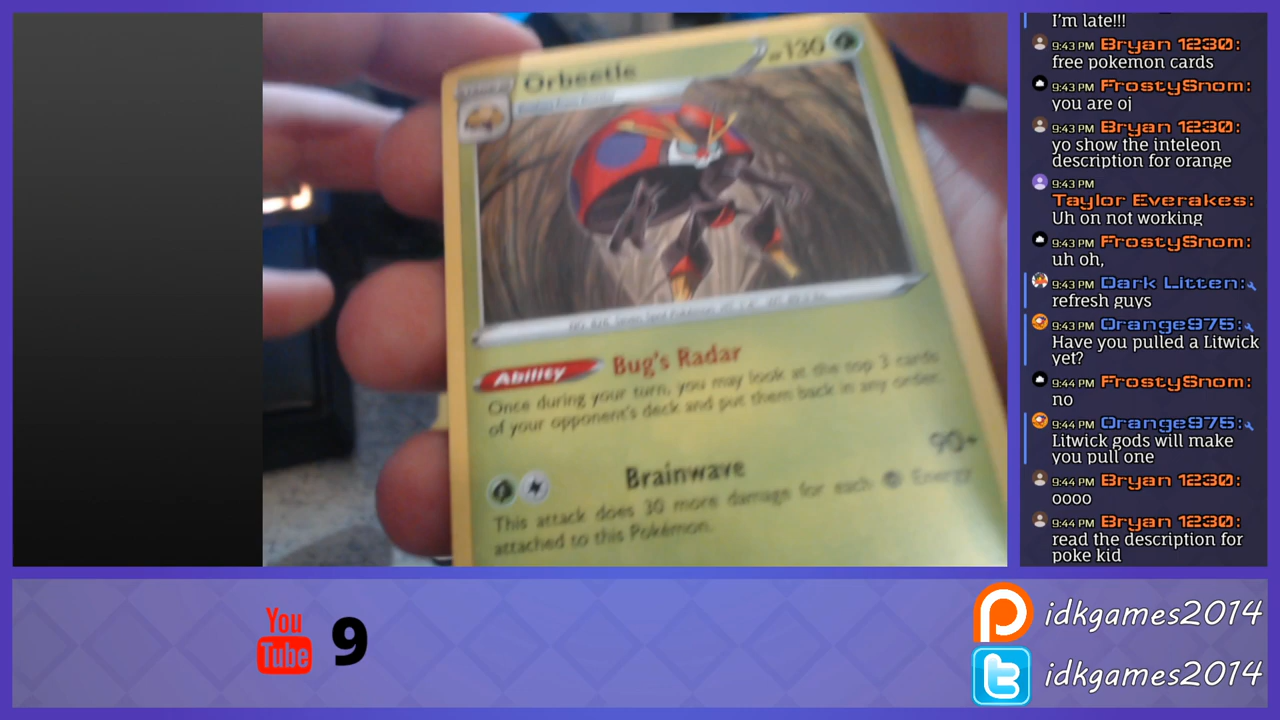 Orbeetle
130
Ability Bug's Radar
Once during your turn, you may look at the top 3 cards
of your opponent's deck and put them back in any order.
Brainwave 90+
This attack does 30 more damage for each Energy
attached to this Pokémon.
I'm late!!!
9:43 PM Bryan 1230:
free pokemon cards
9:43 PM FrostySnom:
you are oj
9:43 PM Bryan 1230:
yo show the inteleon
description for orange
9:43 PM
Taylor Everakes:
Uh on not working
9:43 PM FrostySnom:
uh oh,
9:43 PM Dark Litten:
refresh guys
9:43 PM Orange975:
Have you pulled a Litwick
yet?
9:44 PM FrostySnom:
no
9:44 PM Orange975:
Litwick gods will make
you pull one
9:44 PM Bryan 1230:
oooo
9:44 PM Bryan 1230:
read the description for
poke kid
You
Tube 9
idkgames2014
idkgames2014